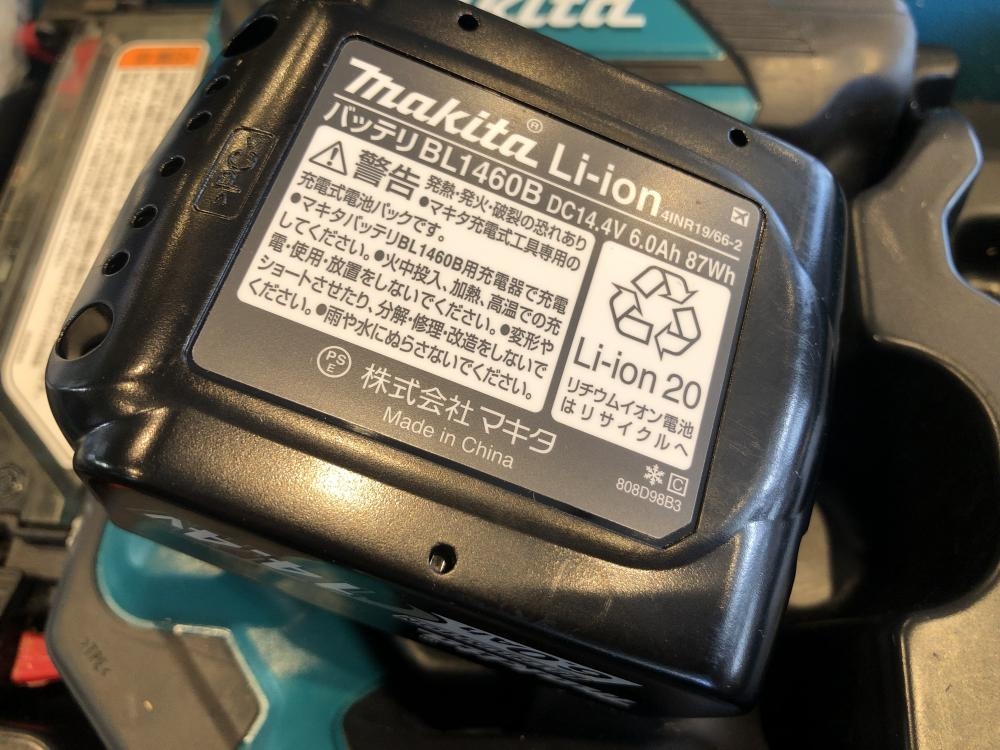 makita
makita® Li-ion
4INR19/66-2
バッテリBL1460B DC14.4V 6.0Ah 87Wh
警告 発熱・発火・破裂の恐れあり
●マキタ充電式工具専用の
充電式電池パックです。
●マキタバッテリBL1460B用充電器で充電
してください。●火中投入、加熱、高温での充
電・使用・放置をしないでください。●変形や
ショートさせたり、分解・修理・改造をしないで
ください。●雨や水にぬらさないでください。
Li-ion 20
リチウムイオン電池
はリサイクルへ
PS
E
株式会社マキタ
Made in China
C
808D98B3
14.4V
>TPE<